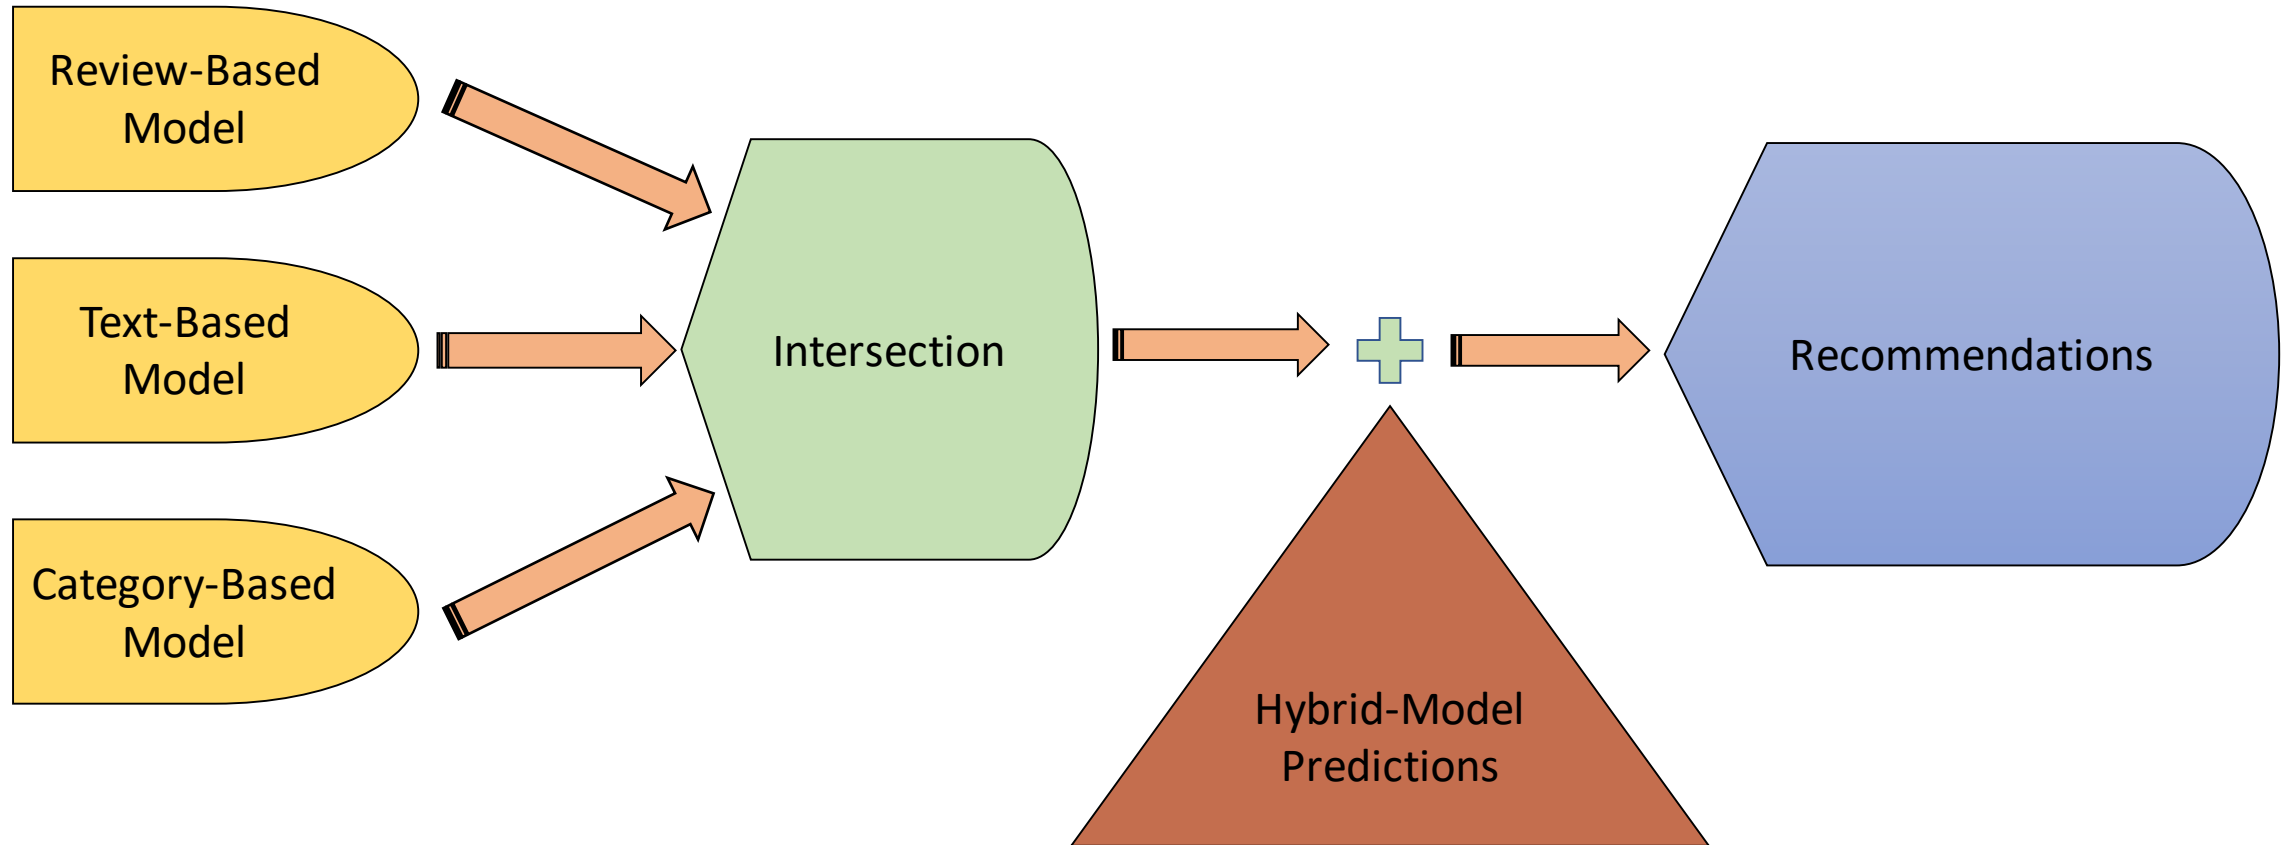 Review-Based
Model
Text-Based
Model
Category-Based
Model
Intersection
Hybrid-Model
Predictions
Recommendations